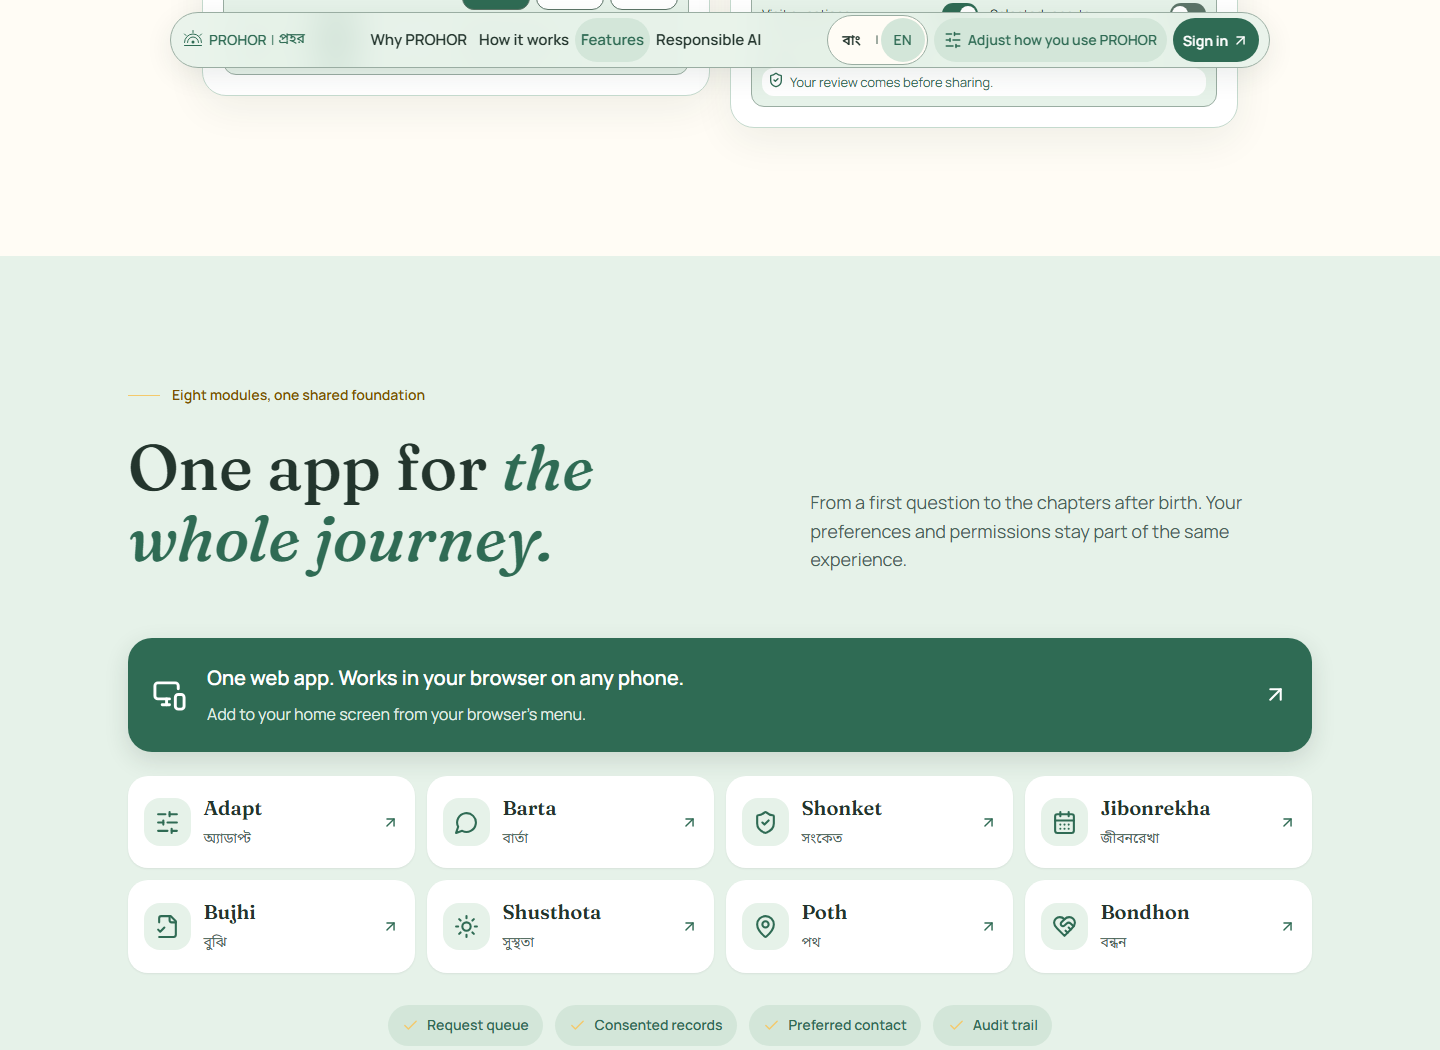 PROHOR | প্রহর
Why PROHOR
How it works
Features
Responsible AI
বাং | EN
Adjust how you use PROHOR
Sign in
Your review comes before sharing.
Eight modules, one shared foundation
One app for the
whole journey.
From a first question to the chapters after birth. Your
preferences and permissions stay part of the same
experience.
One web app. Works in your browser on any phone.
Add to your home screen from your browser's menu.
Adapt
অ্যাডাপ্ট
Barta
বার্তা
Shonket
সংকেত
Jibonrekha
জীবনরেখা
Bujhi
বুঝি
Shusthota
সুস্থতা
Poth
পথ
Bondhon
বন্ধন
Request queue
Consented records
Preferred contact
Audit trail